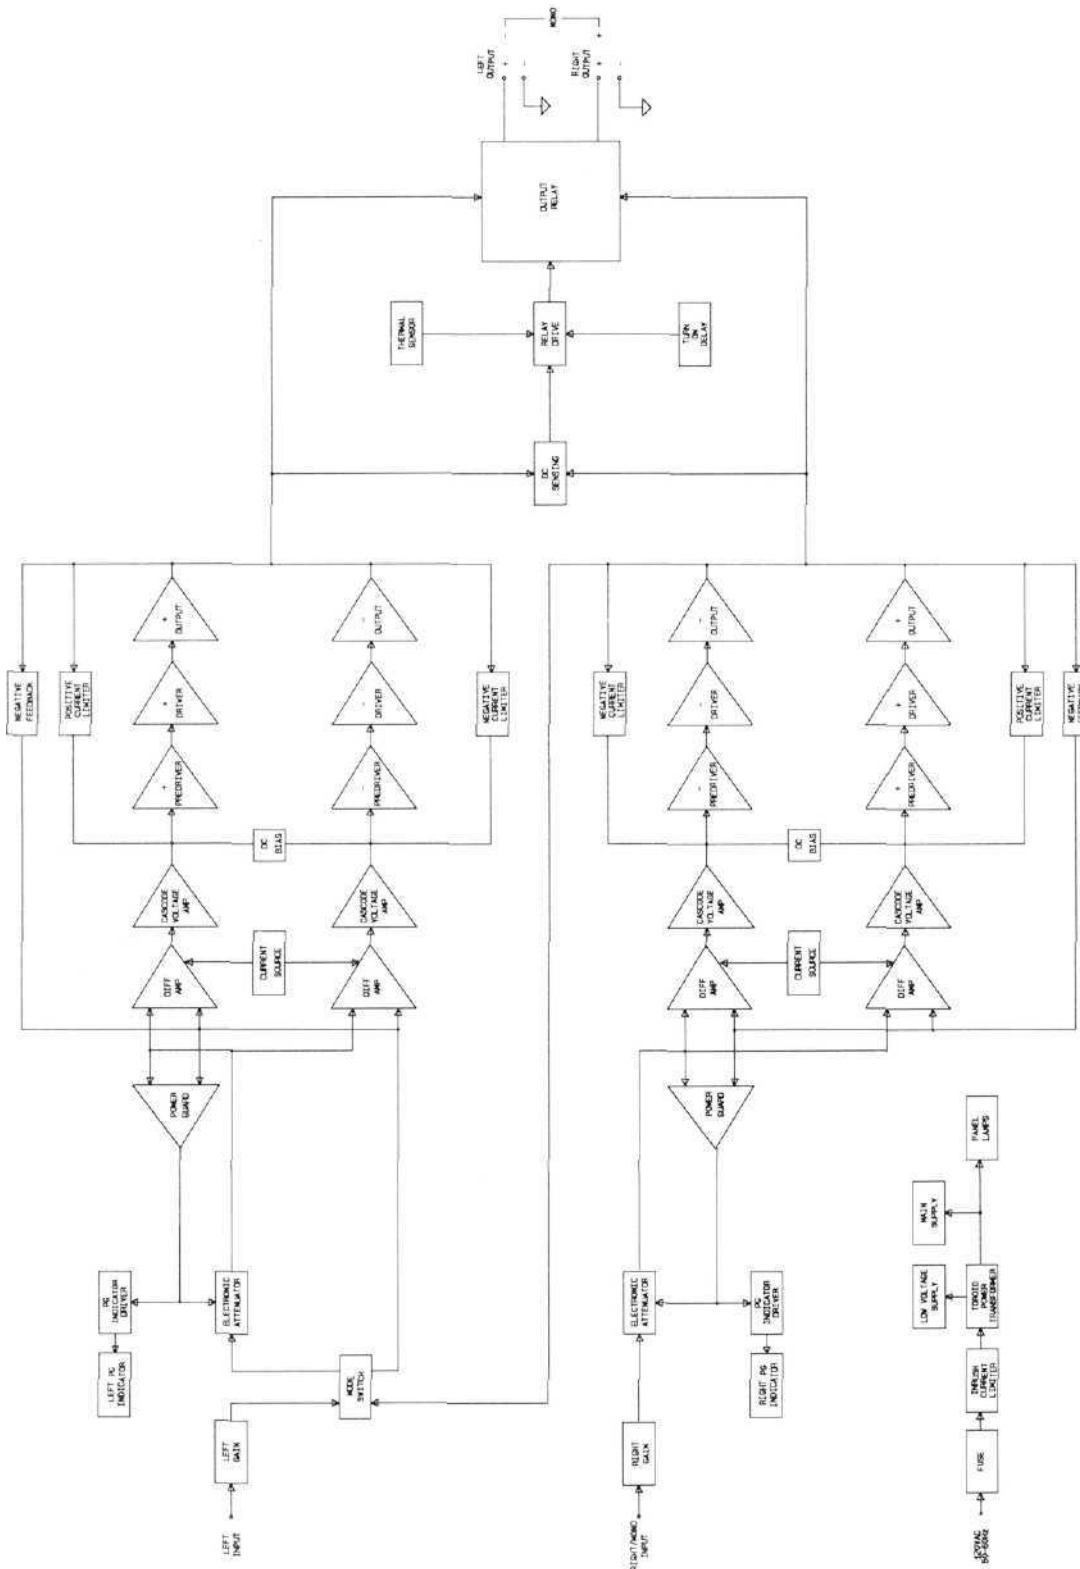 MONO
LEFT
OUTPUT
+
-
RIGHT
OUTPUT
+
-
+
-
OUTPUT
RELAY
THERMAL
SENSOR
RELAY
DRIVE
TURN
ON
DELAY
DC
SENSING
NEGATIVE
FEEDBACK
POSITIVE
CURRENT
LIMITER
+
OUTPUT
-
OUTPUT
+
DRIVER
-
DRIVER
NEGATIVE
CURRENT
LIMITER
+
PREDRIVER
-
PREDRIVER
DC
BIAS
CASCODE
VOLTAGE
AMP
CASCODE
VOLTAGE
AMP
CURRENT
SOURCE
DIFF
AMP
DIFF
AMP
POWER
GUARD
PG
INDICATOR
DRIVER
LEFT PG
INDICATOR
ELECTRONIC
ATTENUATOR
MODE
SWITCH
LEFT
GAIN
LEFT
INPUT
NEGATIVE
CURRENT
LIMITER
-
OUTPUT
+
OUTPUT
-
DRIVER
+
DRIVER
POSITIVE
CURRENT
LIMITER
NEGATIVE
-
PREDRIVER
+
PREDRIVER
DC
BIAS
CASCODE
VOLTAGE
AMP
CASCODE
VOLTAGE
AMP
CURRENT
SOURCE
DIFF
AMP
DIFF
AMP
POWER
GUARD
ELECTRONIC
ATTENUATOR
PG
INDICATOR
DRIVER
RIGHT PG
INDICATOR
RIGHT
GAIN
RIGHT/MONO
INPUT
PANEL
LAMPS
MAIN
SUPPLY
LOW VOLTAGE
SUPPLY
TOROID
POWER
TRANSFORMER
INRUSH
CURRENT
LIMITER
FUSE
120VAC
50-60Hz